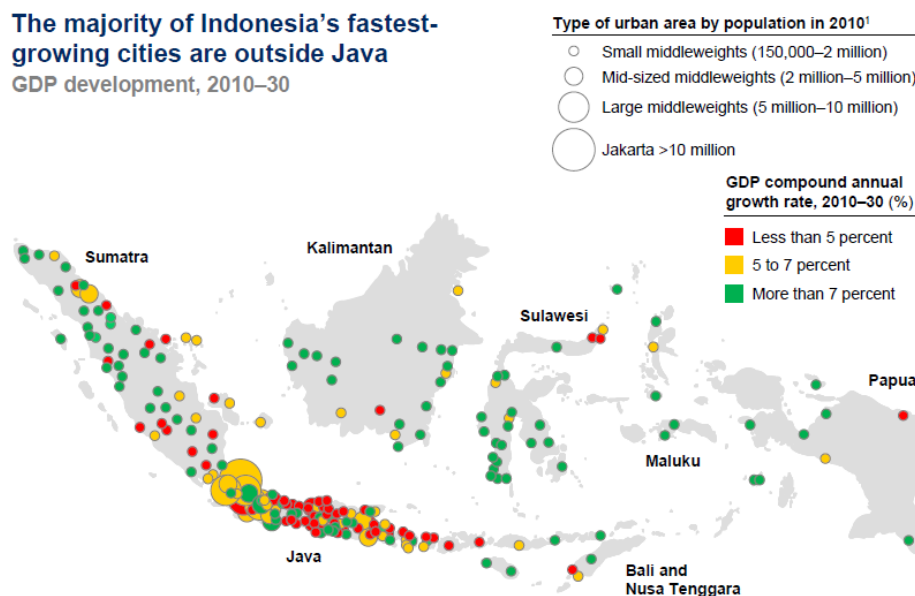 The majority of Indonesia's fastest-
growing cities are outside Java
GDP development, 2010–30
Type of urban area by population in 2010¹
Small middleweights (150,000–2 million)
Mid-sized middleweights (2 million–5 million)
Large middleweights (5 million–10 million)
Jakarta >10 million
GDP compound annual
growth rate, 2010–30 (%)
Less than 5 percent
5 to 7 percent
More than 7 percent
Sumatra
Kalimantan
Sulawesi
Papua
Maluku
Java
Bali and
Nusa Tenggara